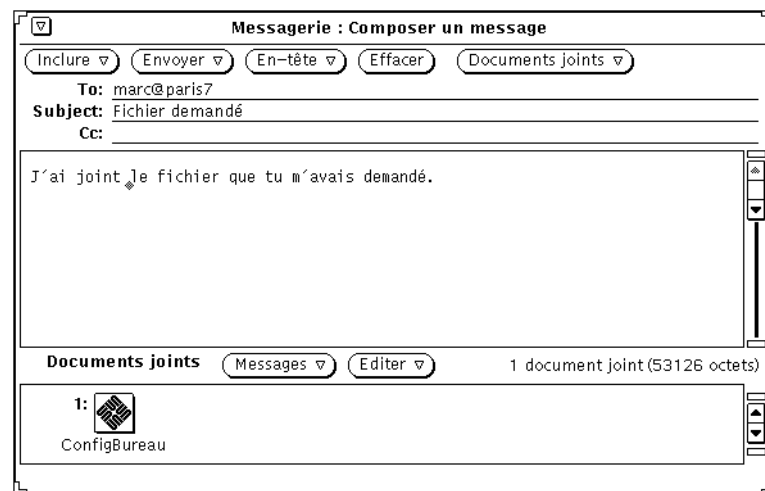 Messagerie : Composer un message
Inclure Envoyer En-tête Effacer Documents joints
To: marc@paris7
Subject: Fichier demandé
Cc:
J´ai joint le fichier que tu m´avais demandé.
Documents joints Messages Editer 1 document joint (53126 octets)
1:
ConfigBureau